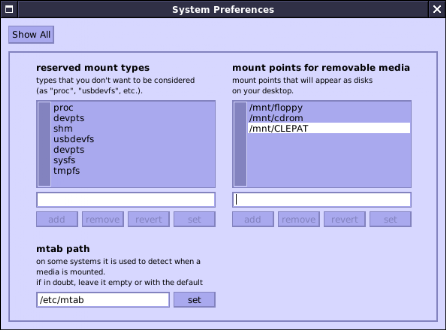 System Preferences
Show All
reserved mount types
types that you don't want to be considered
(as "proc", "usbdevfs", etc.).
proc
devpts
shm
usbdevfs
devpts
sysfs
tmpfs
add
remove
revert
set
mount points for removable media
mount points that will appear as disks
on your desktop.
/mnt/floppy
/mnt/cdrom
/mnt/CLEPAT
add
remove
revert
set
mtab path
on some systems it is used to detect when a
media is mounted.
if in doubt, leave it empty or with the default
/etc/mtab
set